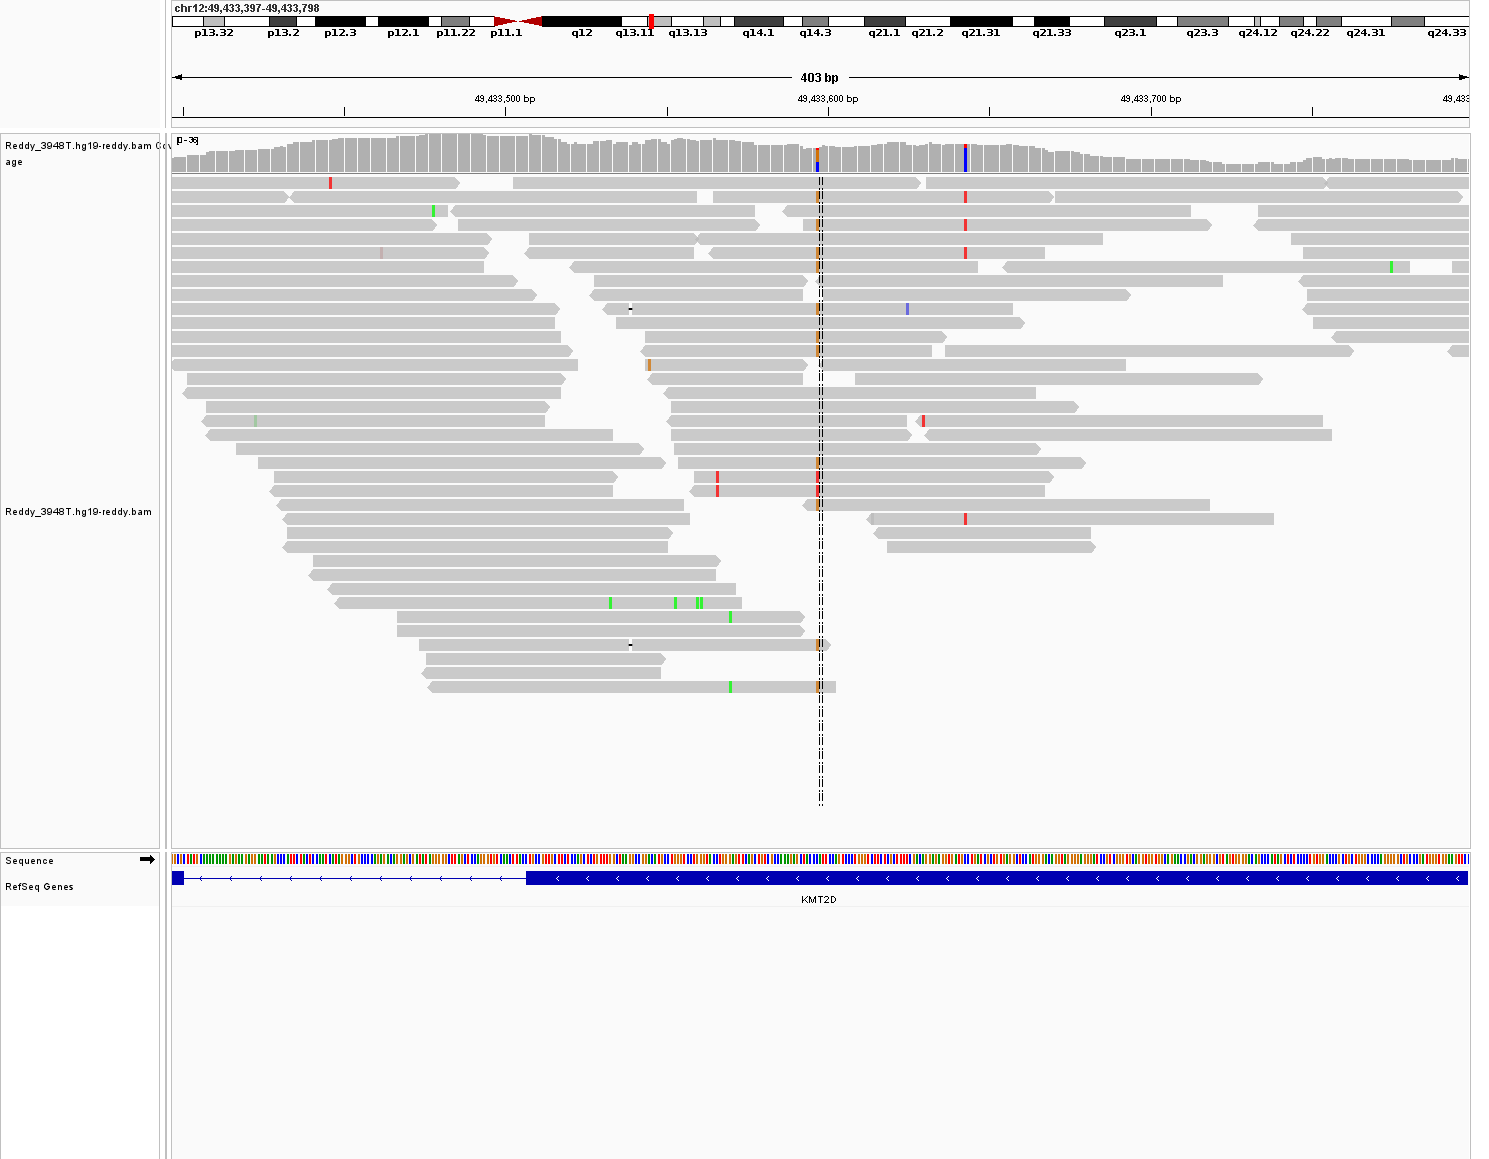 chr12:49,433,397-49,433,798
p13.32 p13.2 p12.3 p12.1 p11.22 p11.1 q12 q13.11 q13.13 q14.1 q14.3 q21.1 q21.2 q21.31 q21.33 q23.1 q23.3 q24.12 q24.22 q24.31 q24.33
403 bp
49,433,500 bp 49,433,600 bp 49,433,700 bp 49,433
Reddy_3948T.hg19-reddy.bam Cov
age
[0-36]
Reddy_3948T.hg19-reddy.bam
Sequence
RefSeq Genes
KMT2D